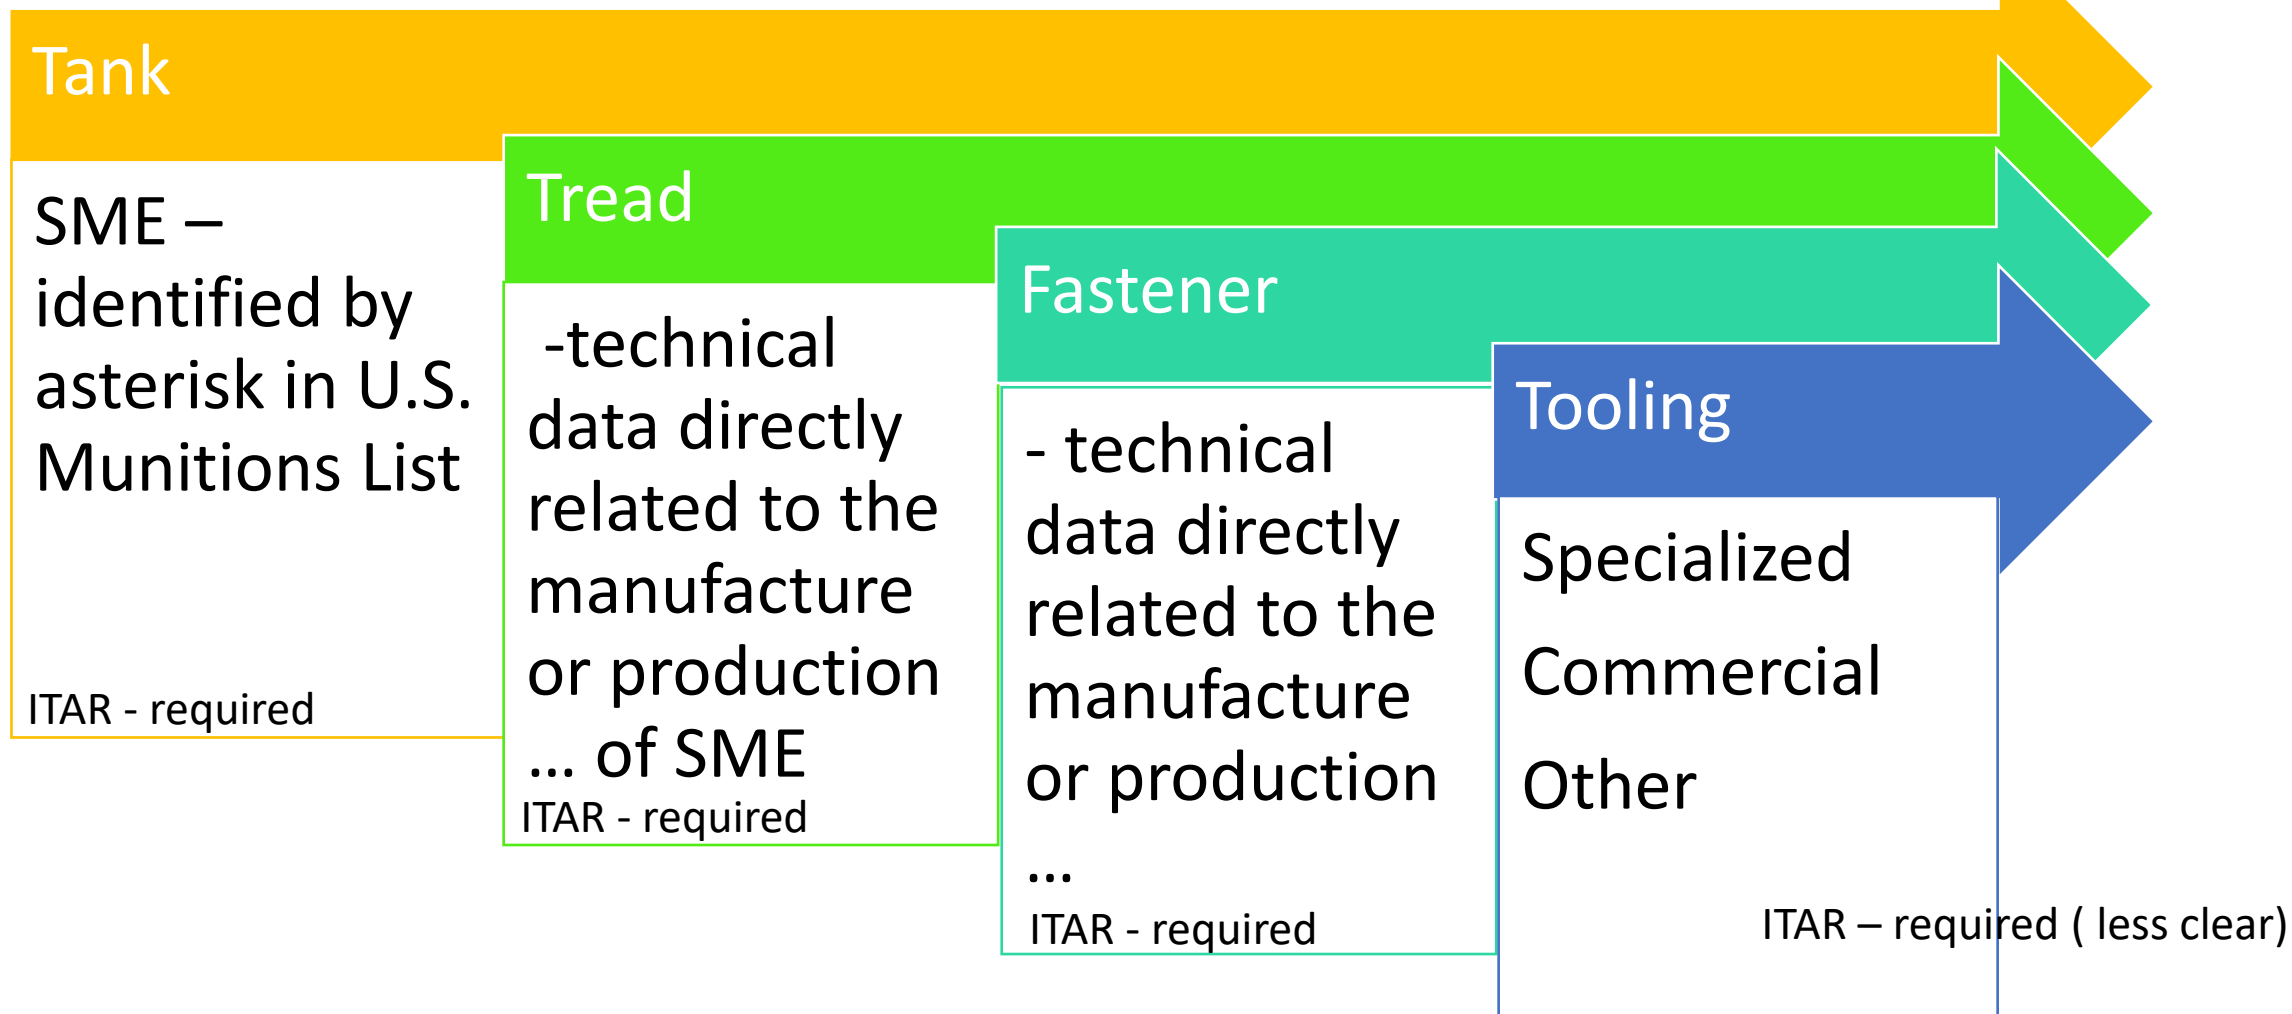 Tank
SME –
identified by
asterisk in U.S.
Munitions List
ITAR - required
Tread
-technical
data directly
related to the
manufacture
or production
... of SME
ITAR - required
Fastener
- technical
data directly
related to the
manufacture
or production
...
ITAR - required
Tooling
Specialized
Commercial
Other
ITAR – required ( less clear)